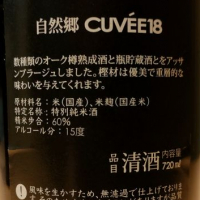 自然郷 CUVÉE18
数種類のオーク樽熟成酒と瓶貯蔵酒とをアッサ
ンブラージュしました。樫材は優美で重層的な
味わいを与えてくれます。
原材料名：米（国産）、米麹（国産米）
特定名称：特別純米酒
精米歩合：60%
アルコール分：15度
品目 清酒 内容量 720ml
風味を生かすため、無濾過で仕上げており